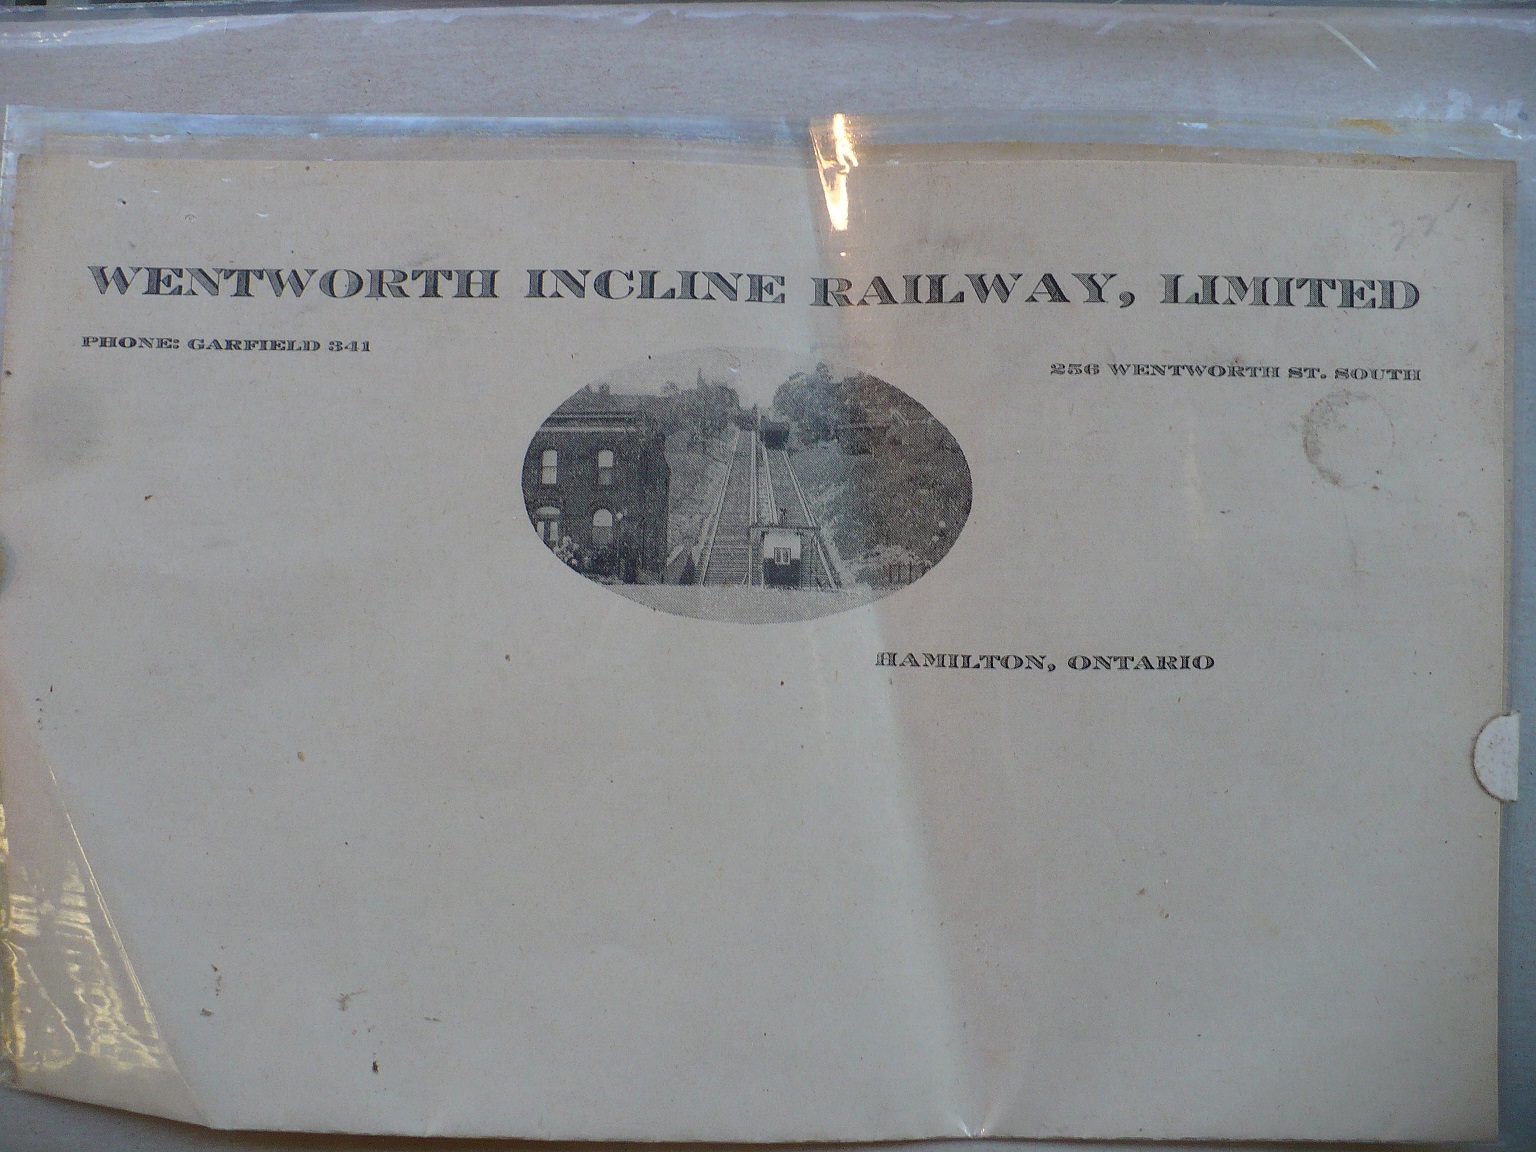 WENTWORTH INCLINE RAILWAY, LIMITED
PHONE: GARFIELD 341
256 WENTWORTH ST. SOUTH
HAMILTON, ONTARIO